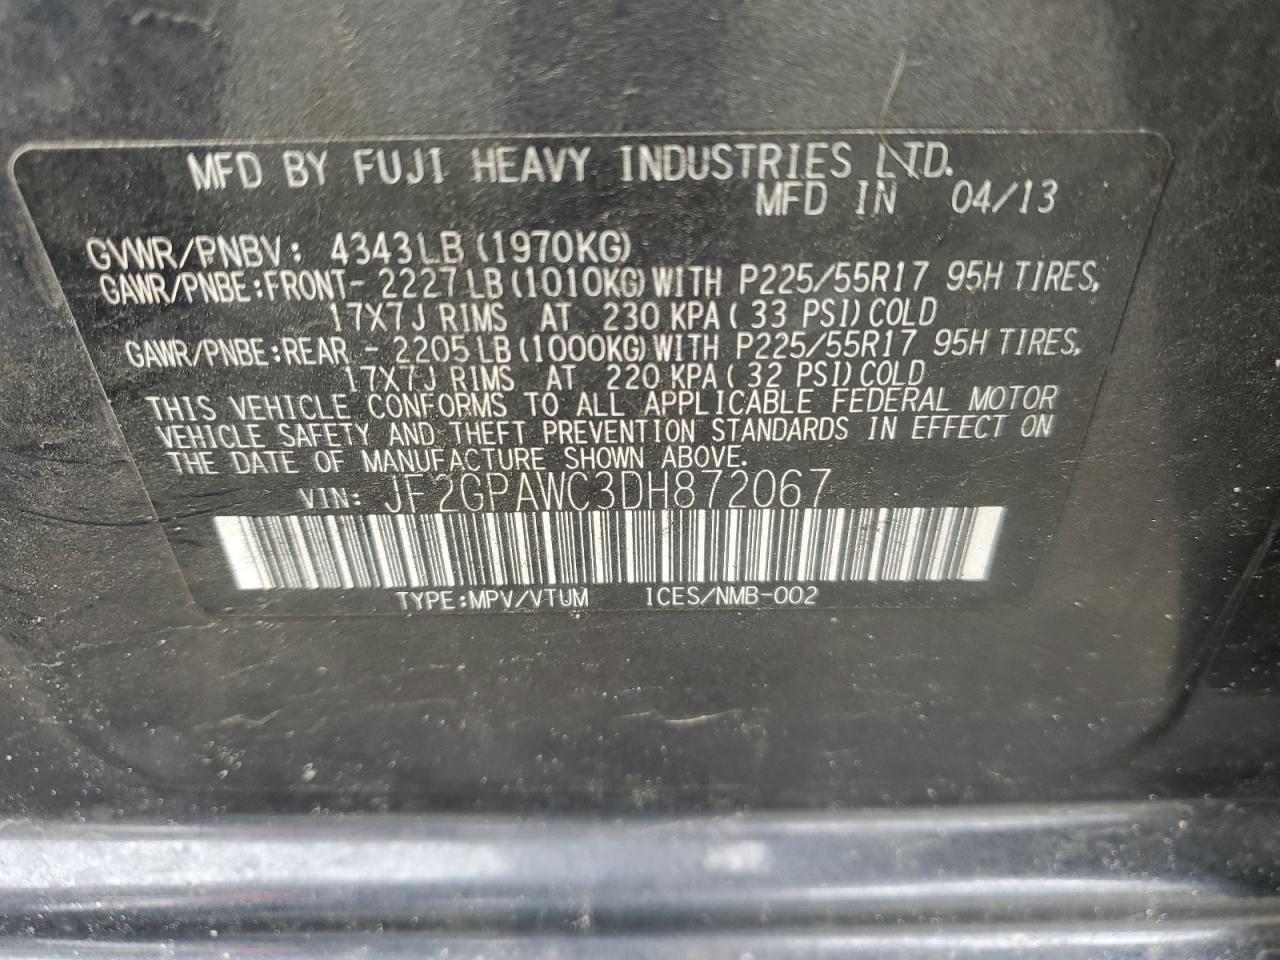 MFD BY FUJI HEAVY INDUSTRIES LTD.
MFD IN 04/13
GVWR/PNBV: 4343LB (1970KG)
GAWR/PNBE:FRONT- 2227LB (1010KG) WITH P225/55R17 95H TIRES,
17X7J RIMS AT 230 KPA ( 33 PSI) COLD
GAWR/PNBE:REAR - 2205LB (1000KG) WITH P225/55R17 95H TIRES,
17X7J RIMS AT 220 KPA ( 32 PSI) COLD
THIS VEHICLE CONFORMS TO ALL APPLICABLE FEDERAL MOTOR
VEHICLE SAFETY AND THEFT PREVENTION STANDARDS IN EFFECT ON
THE DATE OF MANUFACTURE SHOWN ABOVE.
VIN: JF2GPAWC3DH872067
TYPE:MPV/VTUM ICES/NMB-002